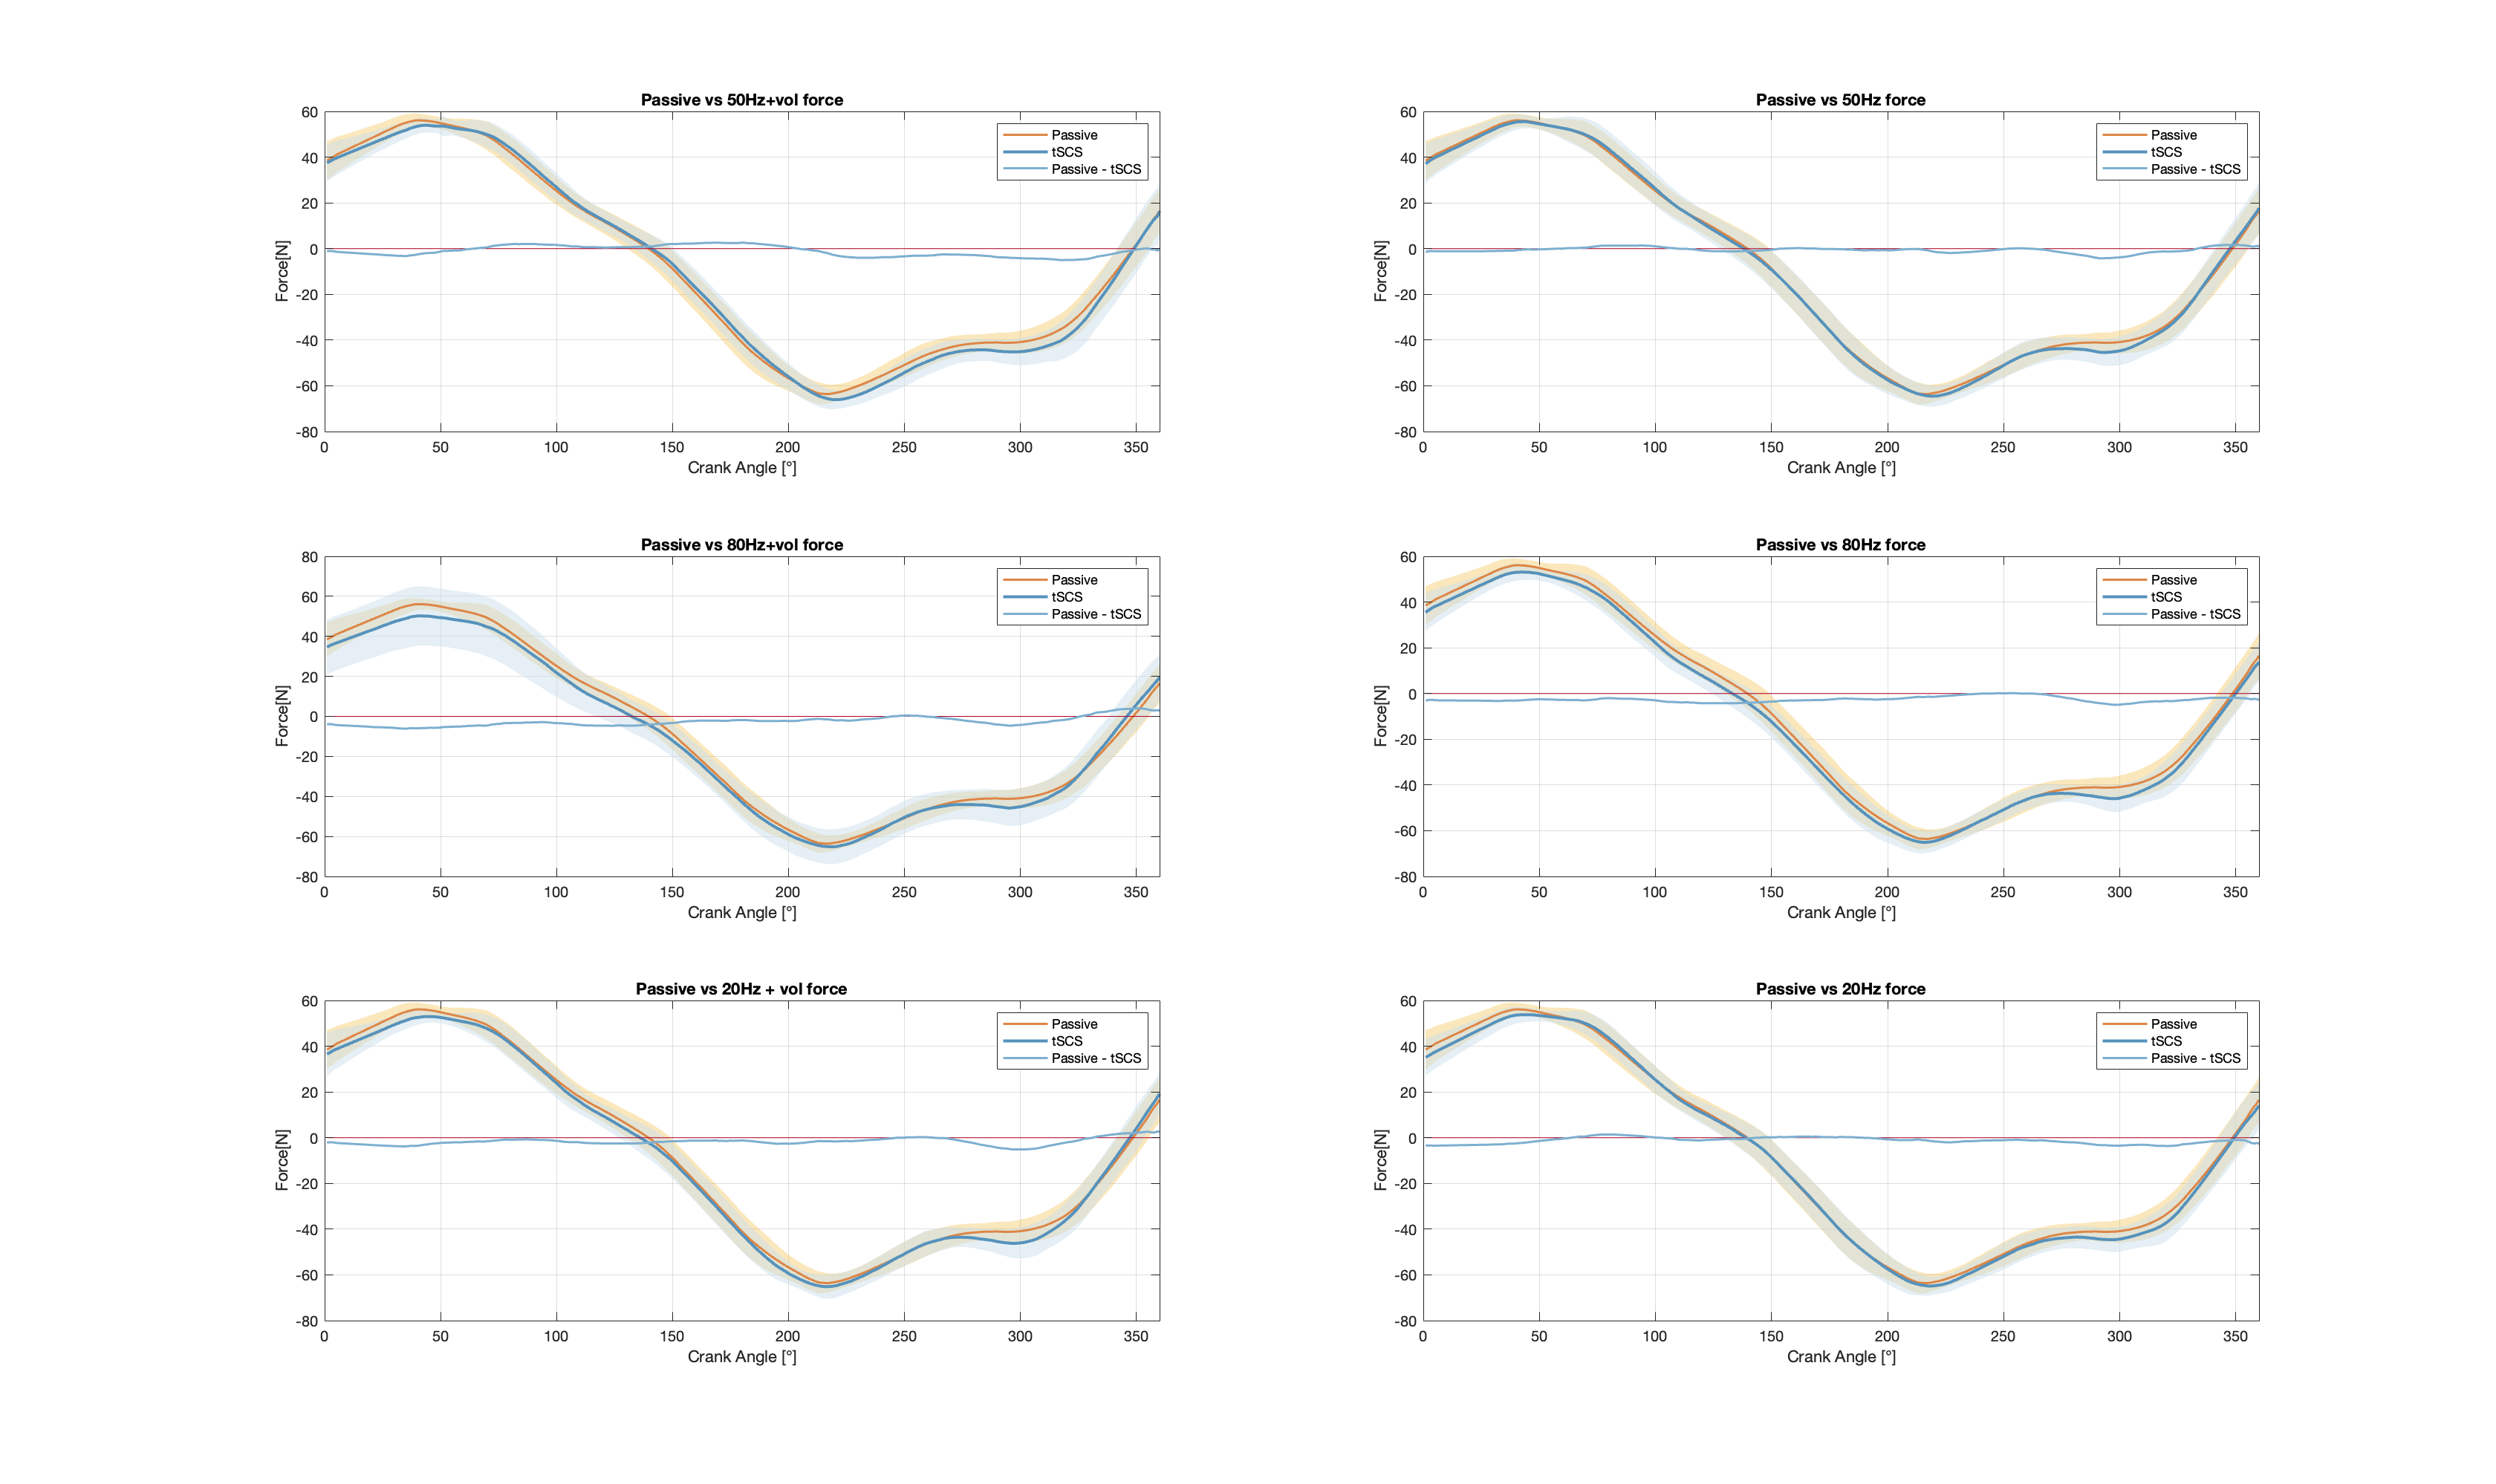 Passive vs 50Hz+vol force
60
40
20
0
-20
-40
-60
-80
Force[N]
0 50 100 150 200 250 300 350
Crank Angle [°]
Passive
tSCS
Passive - tSCS
Passive vs 50Hz force
60
40
20
0
-20
-40
-60
-80
Force[N]
0 50 100 150 200 250 300 350
Crank Angle [°]
Passive
tSCS
Passive - tSCS
Passive vs 80Hz+vol force
80
60
40
20
0
-20
-40
-60
-80
Force[N]
0 50 100 150 200 250 300 350
Crank Angle [°]
Passive
tSCS
Passive - tSCS
Passive vs 80Hz force
60
40
20
0
-20
-40
-60
-80
Force[N]
0 50 100 150 200 250 300 350
Crank Angle [°]
Passive
tSCS
Passive - tSCS
Passive vs 20Hz + vol force
60
40
20
0
-20
-40
-60
-80
Force[N]
0 50 100 150 200 250 300 350
Crank Angle [°]
Passive
tSCS
Passive - tSCS
Passive vs 20Hz force
60
40
20
0
-20
-40
-60
-80
Force[N]
0 50 100 150 200 250 300 350
Crank Angle [°]
Passive
tSCS
Passive - tSCS